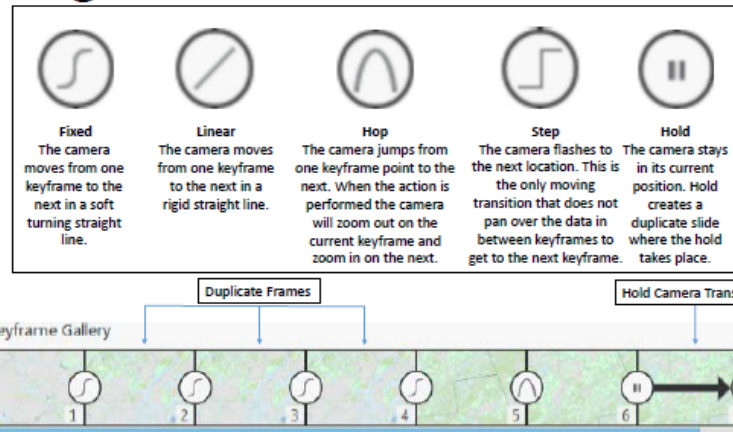 Fixed
The camera
moves from one
keyframe to the
next in a soft
turning straight
line.
Linear
The camera moves
from one keyframe
to the next in a
rigid straight line.
Hop
The camera jumps from
one keyframe point to the
next. When the action is
performed the camera
will zoom out on the
current keyframe and
zoom in on the next.
Step
The camera flashes to
the next location. This is
the only moving
transition that does not
pan over the data in
between keyframes to
get to the next keyframe.
Hold
The camera stays
in its current
position. Hold
creates a
duplicate slide
where the hold
takes place.
Duplicate Frames
Hold Camera Trans
eyframe Gallery
1 2 3 4 5 6